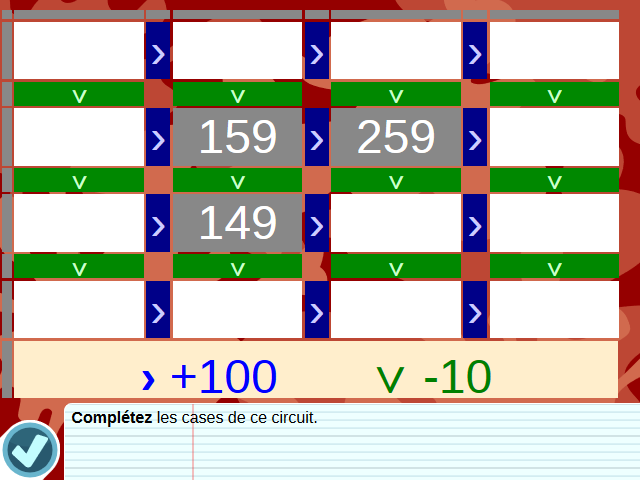 › › ›
v v v v
› 159 › 259 ›
v v v v
› 149 › ›
v v v v
› › ›
› +100 v -10
Complétez les cases de ce circuit.